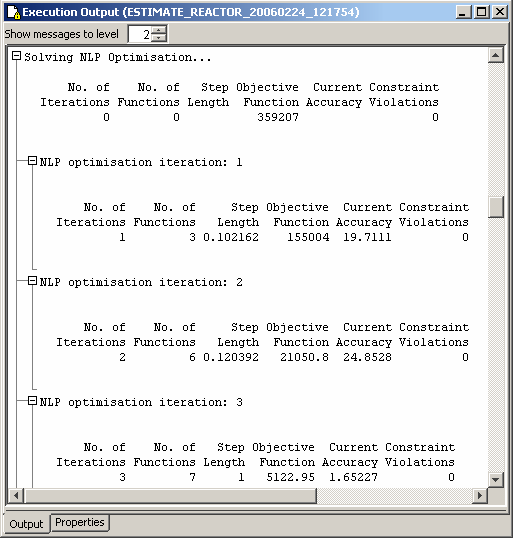 Execution Output (ESTIMATE_REACTOR_20060224_121754)
Show messages to level 2
Solving NLP Optimisation...
No. of No. of Step Objective Current Constraint
Iterations Functions Length Function Accuracy Violations
0 0 359207 0
NLP optimisation iteration: 1
No. of No. of Step Objective Current Constraint
Iterations Functions Length Function Accuracy Violations
1 3 0.102162 155004 19.7111 0
NLP optimisation iteration: 2
No. of No. of Step Objective Current Constraint
Iterations Functions Length Function Accuracy Violations
2 6 0.120392 21050.8 24.8528 0
NLP optimisation iteration: 3
No. of No. of Step Objective Current Constraint
Iterations Functions Length Function Accuracy Violations
3 7 1 5122.95 1.65227 0
Output Properties